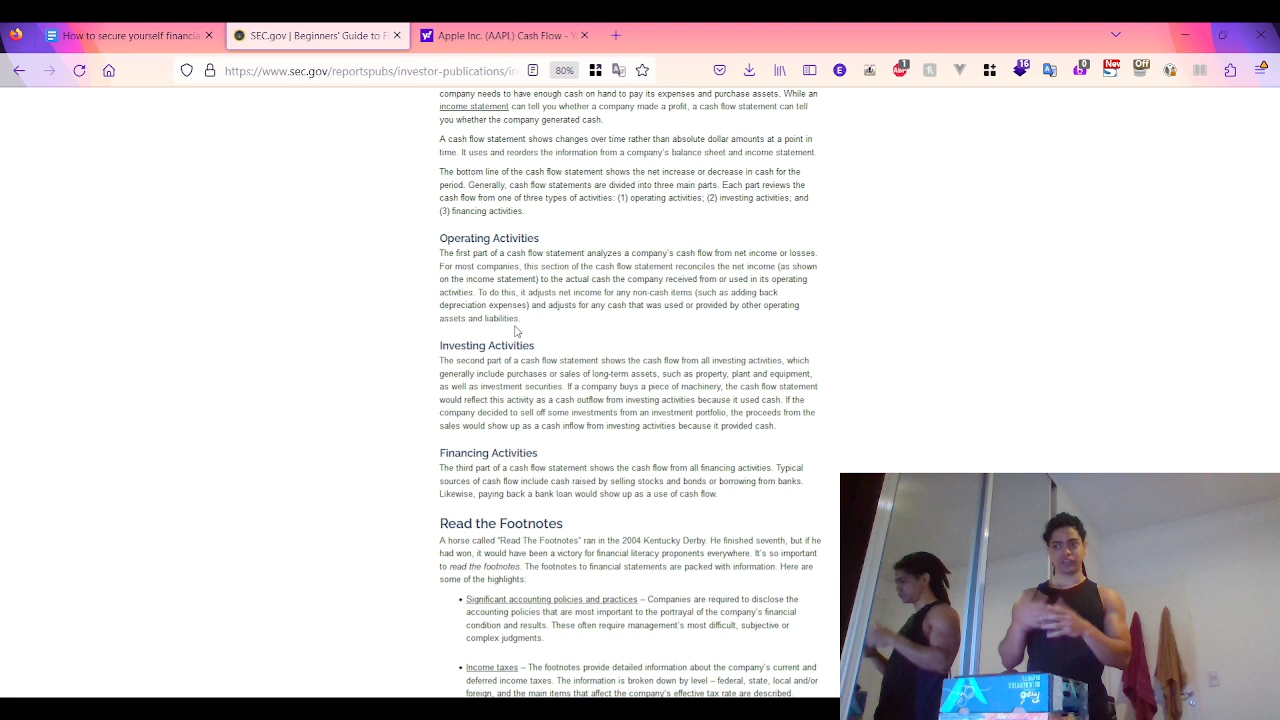 How to secure yourself financia
SEC.gov | Beginners' Guide to Fi
Apple Inc. (AAPL) Cash Flow - Y
https://www.sec.gov/reportspubs/investor-publications/in
80%
1
16
0
New
Off
company needs to have enough cash on hand to pay its expenses and purchase assets. While an
income statement can tell you whether a company made a profit, a cash flow statement can tell
you whether the company generated cash.
A cash flow statement shows changes over time rather than absolute dollar amounts at a point in
time. It uses and reorders the information from a company's balance sheet and income statement.
The bottom line of the cash flow statement shows the net increase or decrease in cash for the
period. Generally, cash flow statements are divided into three main parts. Each part reviews the
cash flow from one of three types of activities: (1) operating activities; (2) investing activities; and
(3) financing activities.
Operating Activities
The first part of a cash flow statement analyzes a company's cash flow from net income or losses.
For most companies, this section of the cash flow statement reconciles the net income (as shown
on the income statement) to the actual cash the company received from or used in its operating
activities. To do this, it adjusts net income for any non-cash items (such as adding back
depreciation expenses) and adjusts for any cash that was used or provided by other operating
assets and liabilities.
Investing Activities
The second part of a cash flow statement shows the cash flow from all investing activities, which
generally include purchases or sales of long-term assets, such as property, plant and equipment,
as well as investment securities. If a company buys a piece of machinery, the cash flow statement
would reflect this activity as a cash outflow from investing activities because it used cash. If the
company decided to sell off some investments from an investment portfolio, the proceeds from the
sales would show up as a cash inflow from investing activities because it provided cash.
Financing Activities
The third part of a cash flow statement shows the cash flow from all financing activities. Typical
sources of cash flow include cash raised by selling stocks and bonds or borrowing from banks.
Likewise, paying back a bank loan would show up as a use of cash flow.
Read the Footnotes
A horse called “Read The Footnotes” ran in the 2004 Kentucky Derby. He finished seventh, but if he
had won, it would have been a victory for financial literacy proponents everywhere. It's so important
to read the footnotes. The footnotes to financial statements are packed with information. Here are
some of the highlights:
• Significant accounting policies and practices – Companies are required to disclose the
accounting policies that are most important to the portrayal of the company's financial
condition and results. These often require management's most difficult, subjective or
complex judgments.
• Income taxes – The footnotes provide detailed information about the company's current and
deferred income taxes. The information is broken down by level – federal, state, local and/or
foreign, and the main items that affect the company's effective tax rate are described.